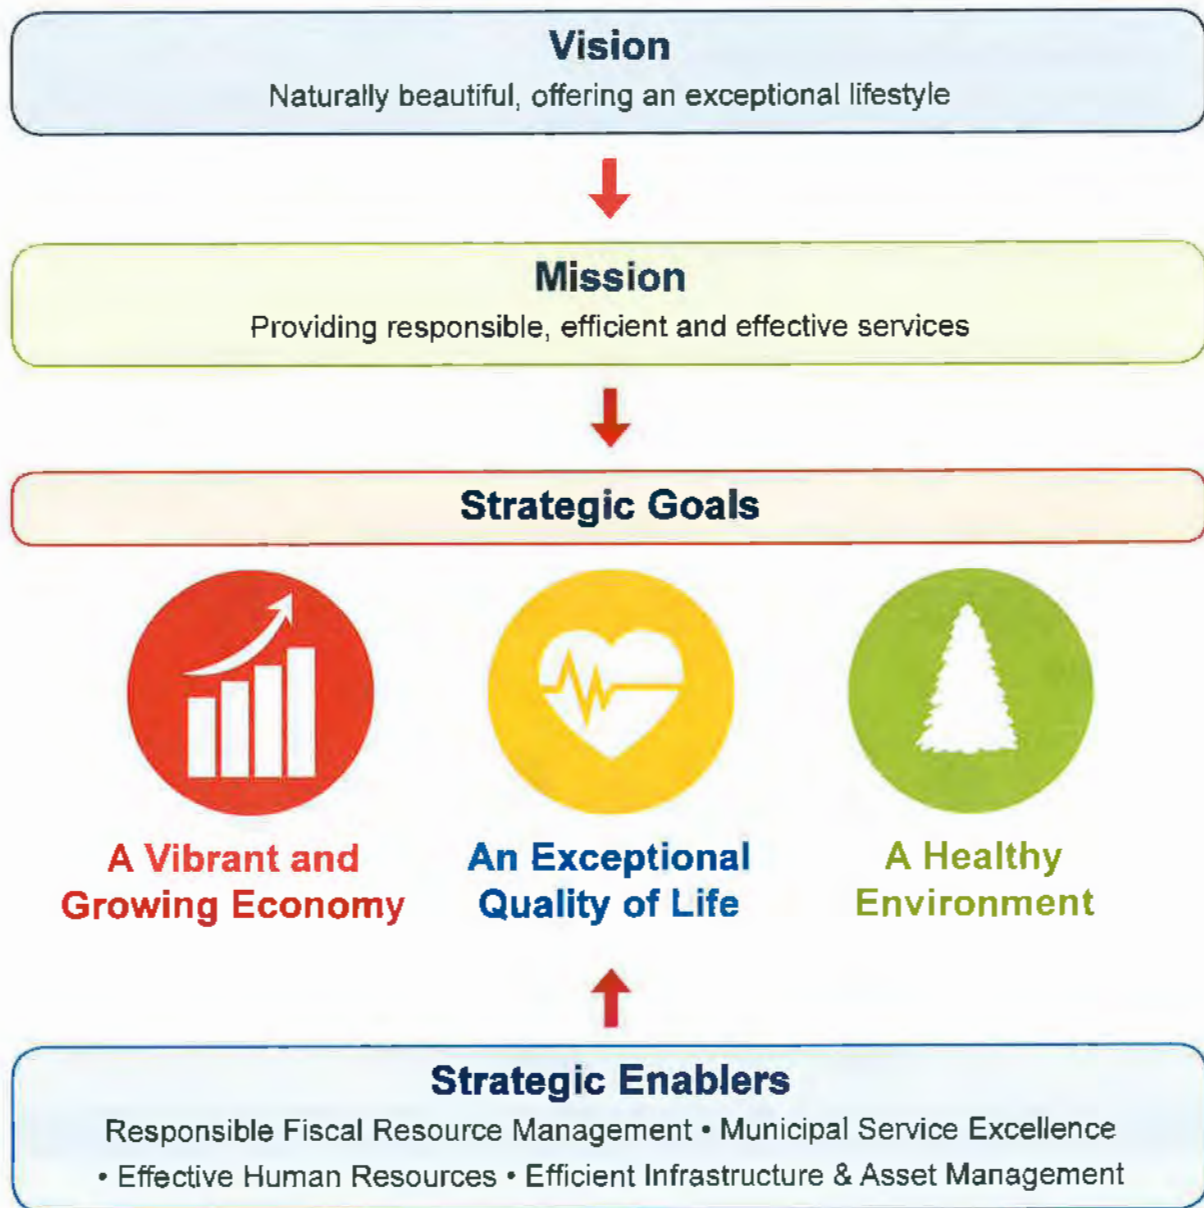 Vision
Naturally beautiful, offering an exceptional lifestyle
Mission
Providing responsible, efficient and effective services
Strategic Goals
A Vibrant and
Growing Economy
An Exceptional
Quality of Life
A Healthy
Environment
Strategic Enablers
Responsible Fiscal Resource Management • Municipal Service Excellence
• Effective Human Resources • Efficient Infrastructure & Asset Management